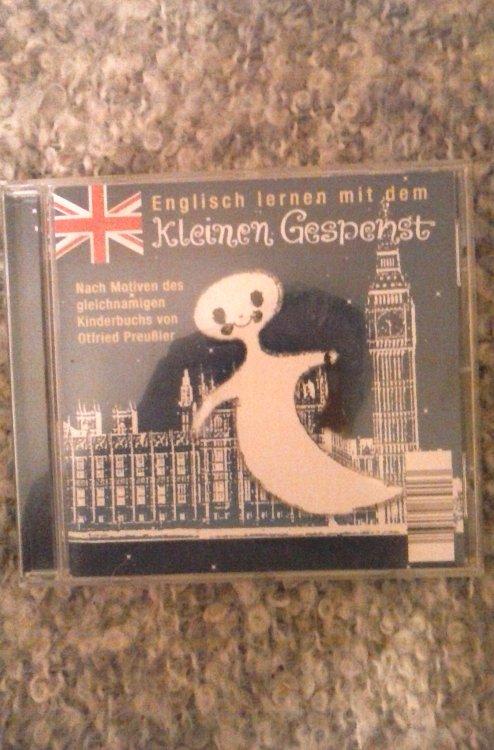 Englisch lernen mit dem
kleinen Gespenst
Nach Motiven des
gleichnamigen
Kinderbuchs von
Otfried Preußler